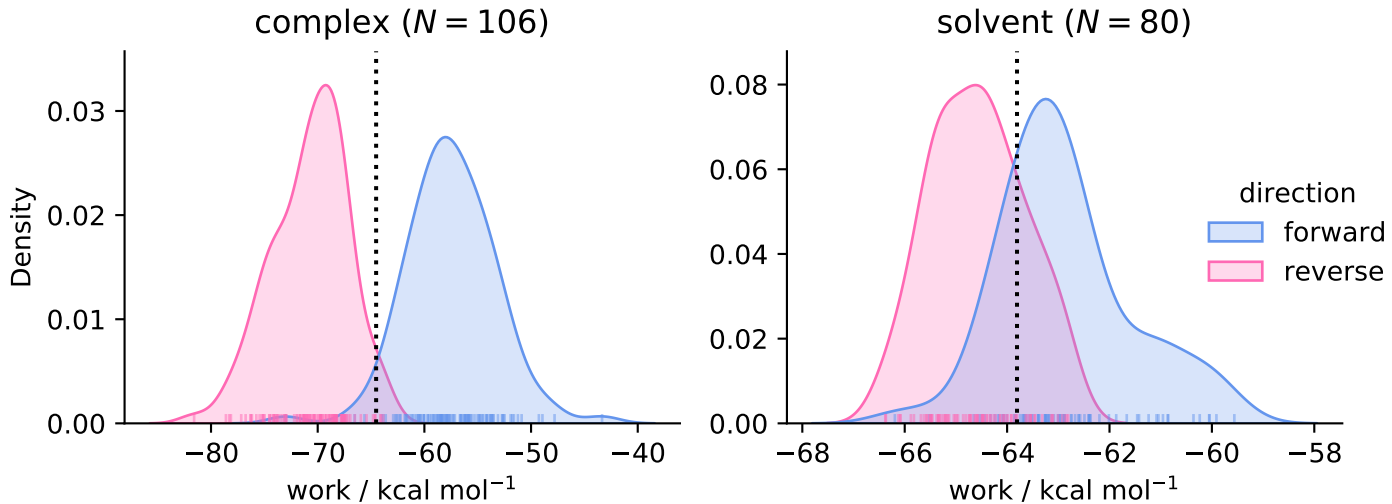 complex (N = 106)
Density
0.03
0.02
0.01
0.00
−80
−70
−60
−50
−40
work / kcal mol⁻¹
solvent (N = 80)
0.08
0.06
0.04
0.02
0.00
−68
−66
−64
−62
−60
−58
work / kcal mol⁻¹
direction
forward
reverse